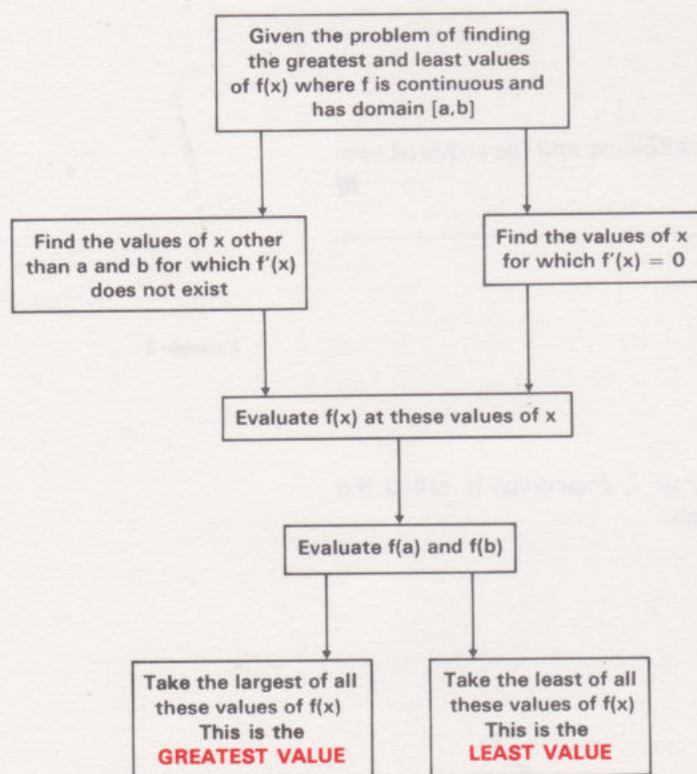 Given the problem of finding
the greatest and least values
of f(x) where f is continuous and
has domain [a,b]
Find the values of x other
than a and b for which f'(x)
does not exist
Find the values of x
for which f'(x) = 0
Evaluate f(x) at these values of x
Evaluate f(a) and f(b)
Take the largest of all
these values of f(x)
This is the
GREATEST VALUE
Take the least of all
these values of f(x)
This is the
LEAST VALUE